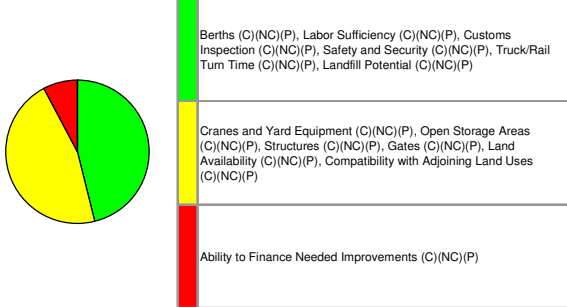 Berths (C)(NC)(P), Labor Sufficiency (C)(NC)(P), Customs
Inspection (C)(NC)(P), Safety and Security (C)(NC)(P), Truck/Rail
Turn Time (C)(NC)(P), Landfill Potential (C)(NC)(P)
Cranes and Yard Equipment (C)(NC)(P), Open Storage Areas
(C)(NC)(P), Structures (C)(NC)(P), Gates (C)(NC)(P), Land
Availability (C)(NC)(P), Compatibility with Adjoining Land Uses
(C)(NC)(P)
Ability to Finance Needed Improvements (C)(NC)(P)